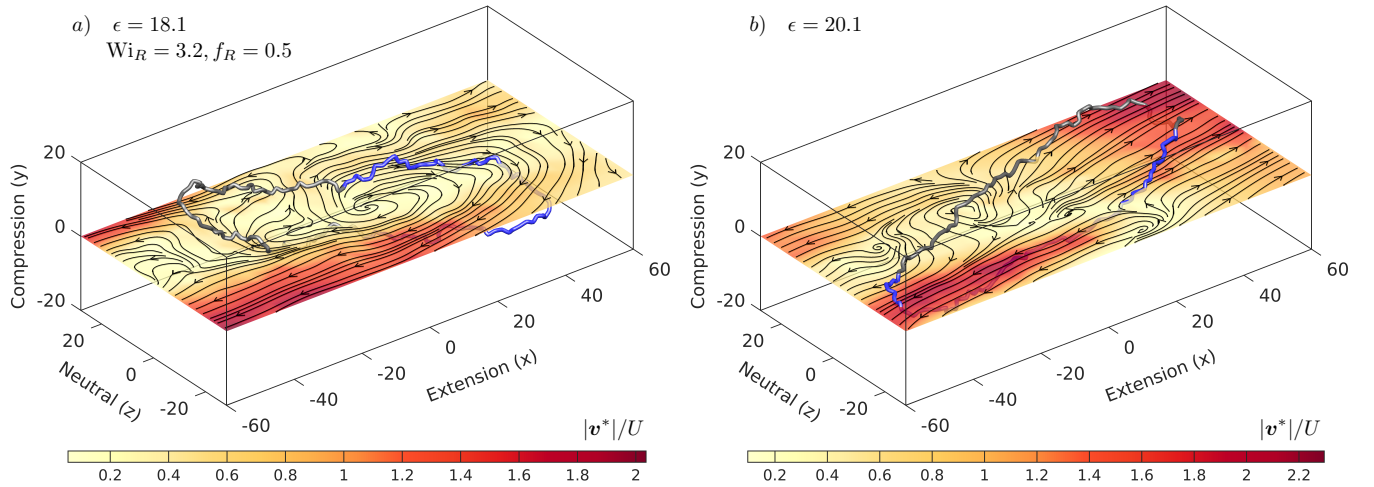 a) ϵ = 18.1
Wi_R = 3.2, f_R = 0.5
20
0
-20
Compression (y)
20
0
-20
Neutral (z)
-60
-40
-20
0
20
40
60
Extension (x)
|v*|/U
0.2 0.4 0.6 0.8 1 1.2 1.4 1.6 1.8 2
b) ϵ = 20.1
20
0
-20
Compression (y)
20
0
-20
Neutral (z)
-60
-40
-20
0
20
40
60
Extension (x)
|v*|/U
0.2 0.4 0.6 0.8 1 1.2 1.4 1.6 1.8 2 2.2